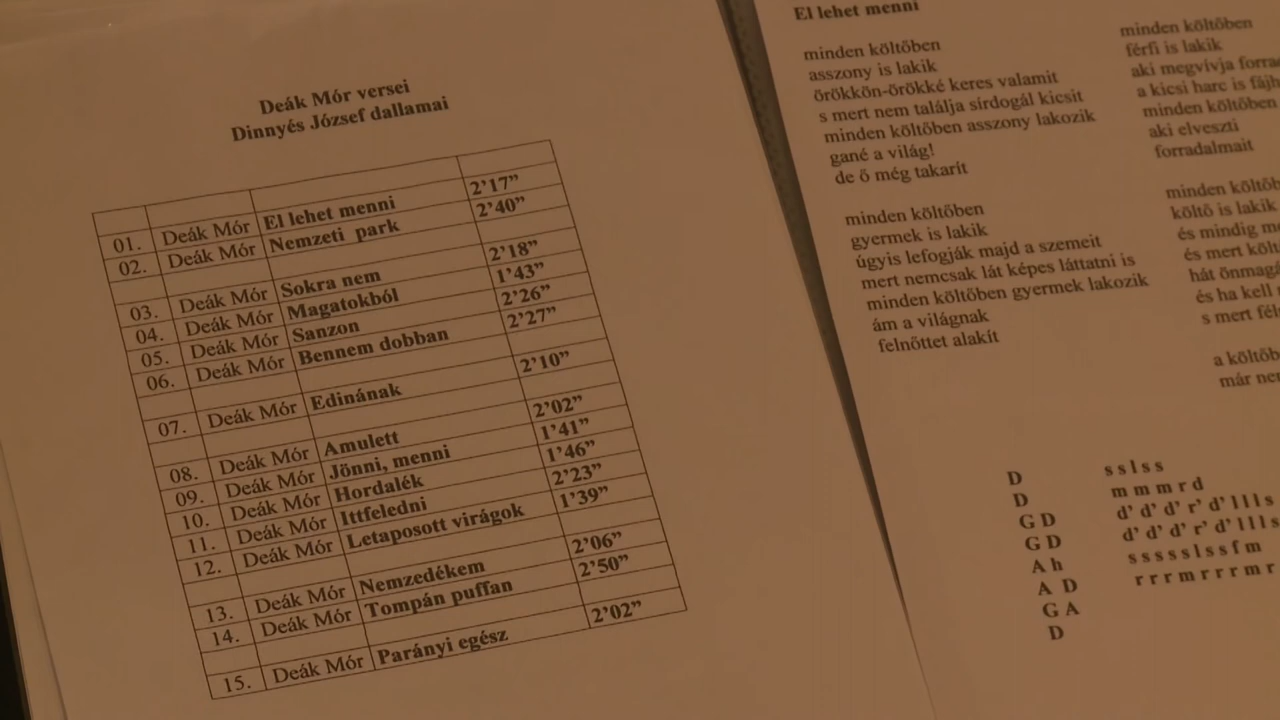 Deák Mór versei
Dinnyés József dallamai
01. Deák Mór El lehet menni 2’17”
02. Deák Mór Nemzeti park 2’40”
03. Deák Mór Sokra nem 2’18”
04. Deák Mór Magatokból 1’43”
05. Deák Mór Sanzon 2’26”
06. Deák Mór Bennem dobban 2’27”
07. Deák Mór Edinának 2’10”
08. Deák Mór Amulett 2’02”
09. Deák Mór Jönni, menni 1’41”
10. Deák Mór Hordalék 1’46”
11. Deák Mór Ittfeledni 2’23”
12. Deák Mór Letaposott virágok 1’39”
13. Deák Mór Nemzedékem 2’06”
14. Deák Mór Tompán puffan 2’50”
15. Deák Mór Parányi egész 2’02”
El lehet menni
minden költőben
asszony is lakik
örökkön-örökké keres valamit
s mert nem találja sírdogál kicsit
minden költőben asszony lakozik
gané a világ!
de ő még takarít
minden költőben
gyermek is lakik
úgyis lefogják majd a szemeit
mert nemcsak lát képes láttatni is
minden költőben gyermek lakozik
ám a világnak
felnőttet alakít
minden költőben
férfi is lakik
aki megvívja
a kicsi harc is
minden költőben
aki elveszti
forradalmait
minden
költő is lakik
és mindig
és mert
hát
és ha kell
s mert
a
már
D s s l s s
D m m m r d
G D d’ d’ d’ r’ d’ l l l s
G D d’ d’ d’ r’ d’ l l l s
A h s s s s s l s s f m
A D r r r m r r r m r
G A
D